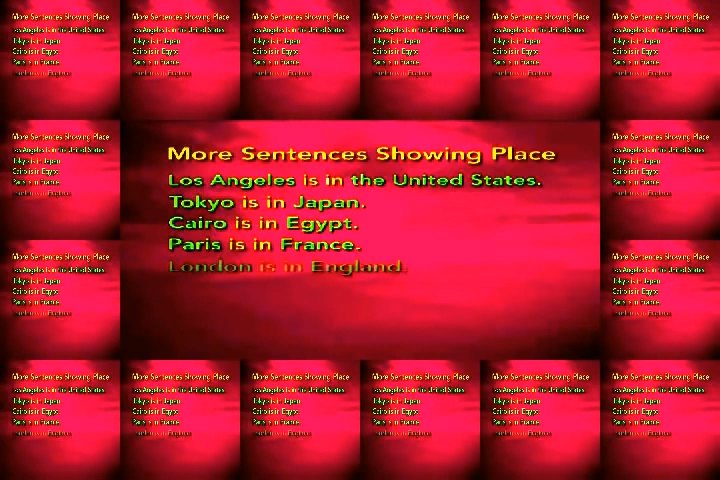 More Sentences Showing Place
Los Angeles is in the United States.
Tokyo is in Japan.
Cairo is in Egypt.
Paris is in France.
London is in England.